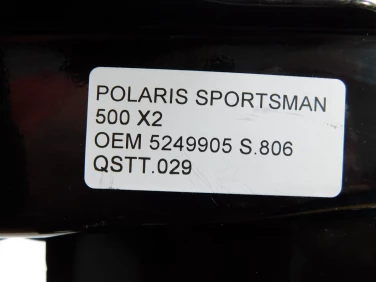 POLARIS SPORTSMAN
500 X2
OEM 5249905 S.806
QSTT.029